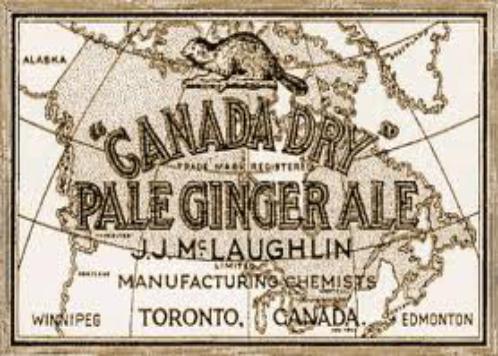 ALASKA
"CANADA DRY"
TRADE MARK REGISTERED
PALE GINGER ALE
J.J. McLAUGHLIN
LIMITED
MANUFACTURING CHEMISTS
WINNIPEG TORONTO, CANADA. EDMONTON